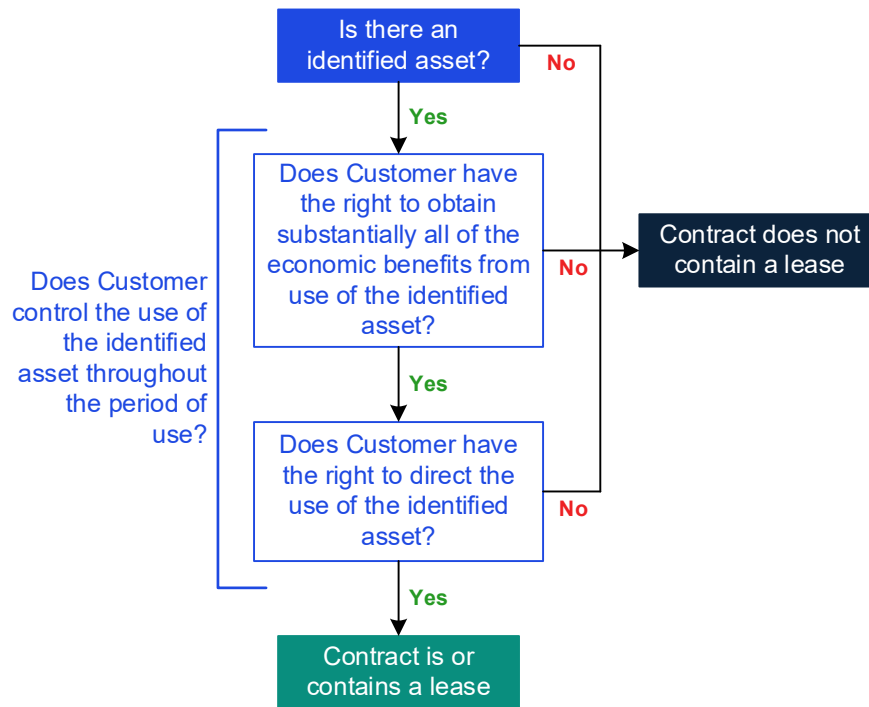 Is there an
identified asset?
No
Yes
Does Customer have
the right to obtain
substantially all of the
economic benefits from
use of the identified
asset?
No
Contract does not
contain a lease
Does Customer
control the use of
the identified
asset throughout
the period of
use?
Yes
Does Customer have
the right to direct the
use of the identified
asset?
No
Yes
Contract is or
contains a lease